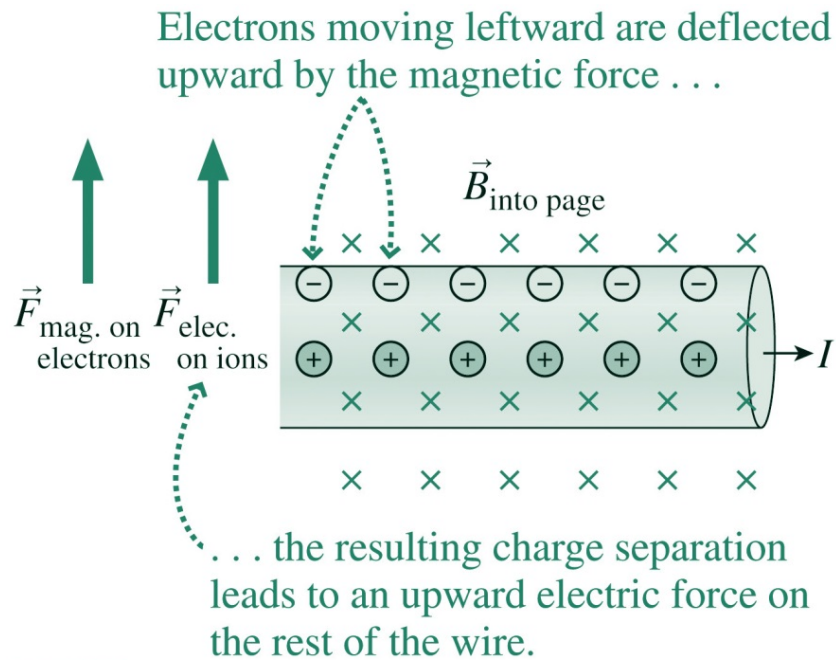 Electrons moving leftward are deflected
upward by the magnetic force . . .
B⃗ into page
F⃗ mag. on electrons
F⃗ elec. on ions
− − − − − −
+ + + + + +
I
. . . the resulting charge separation
leads to an upward electric force on
the rest of the wire.